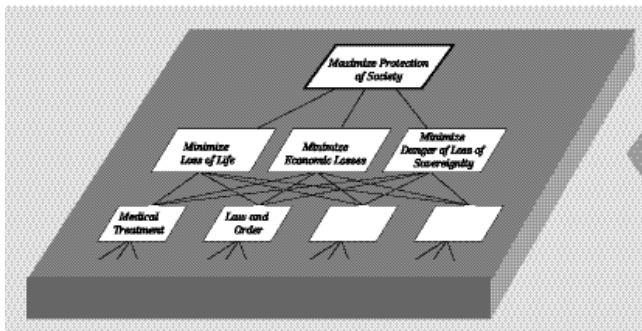 Maximize Protection
of Society
Minimize
Loss of Life
Minimize
Economic Losses
Minimize
Danger of Loss of
Sovereignity
Medical
Treatment
Law and
Order